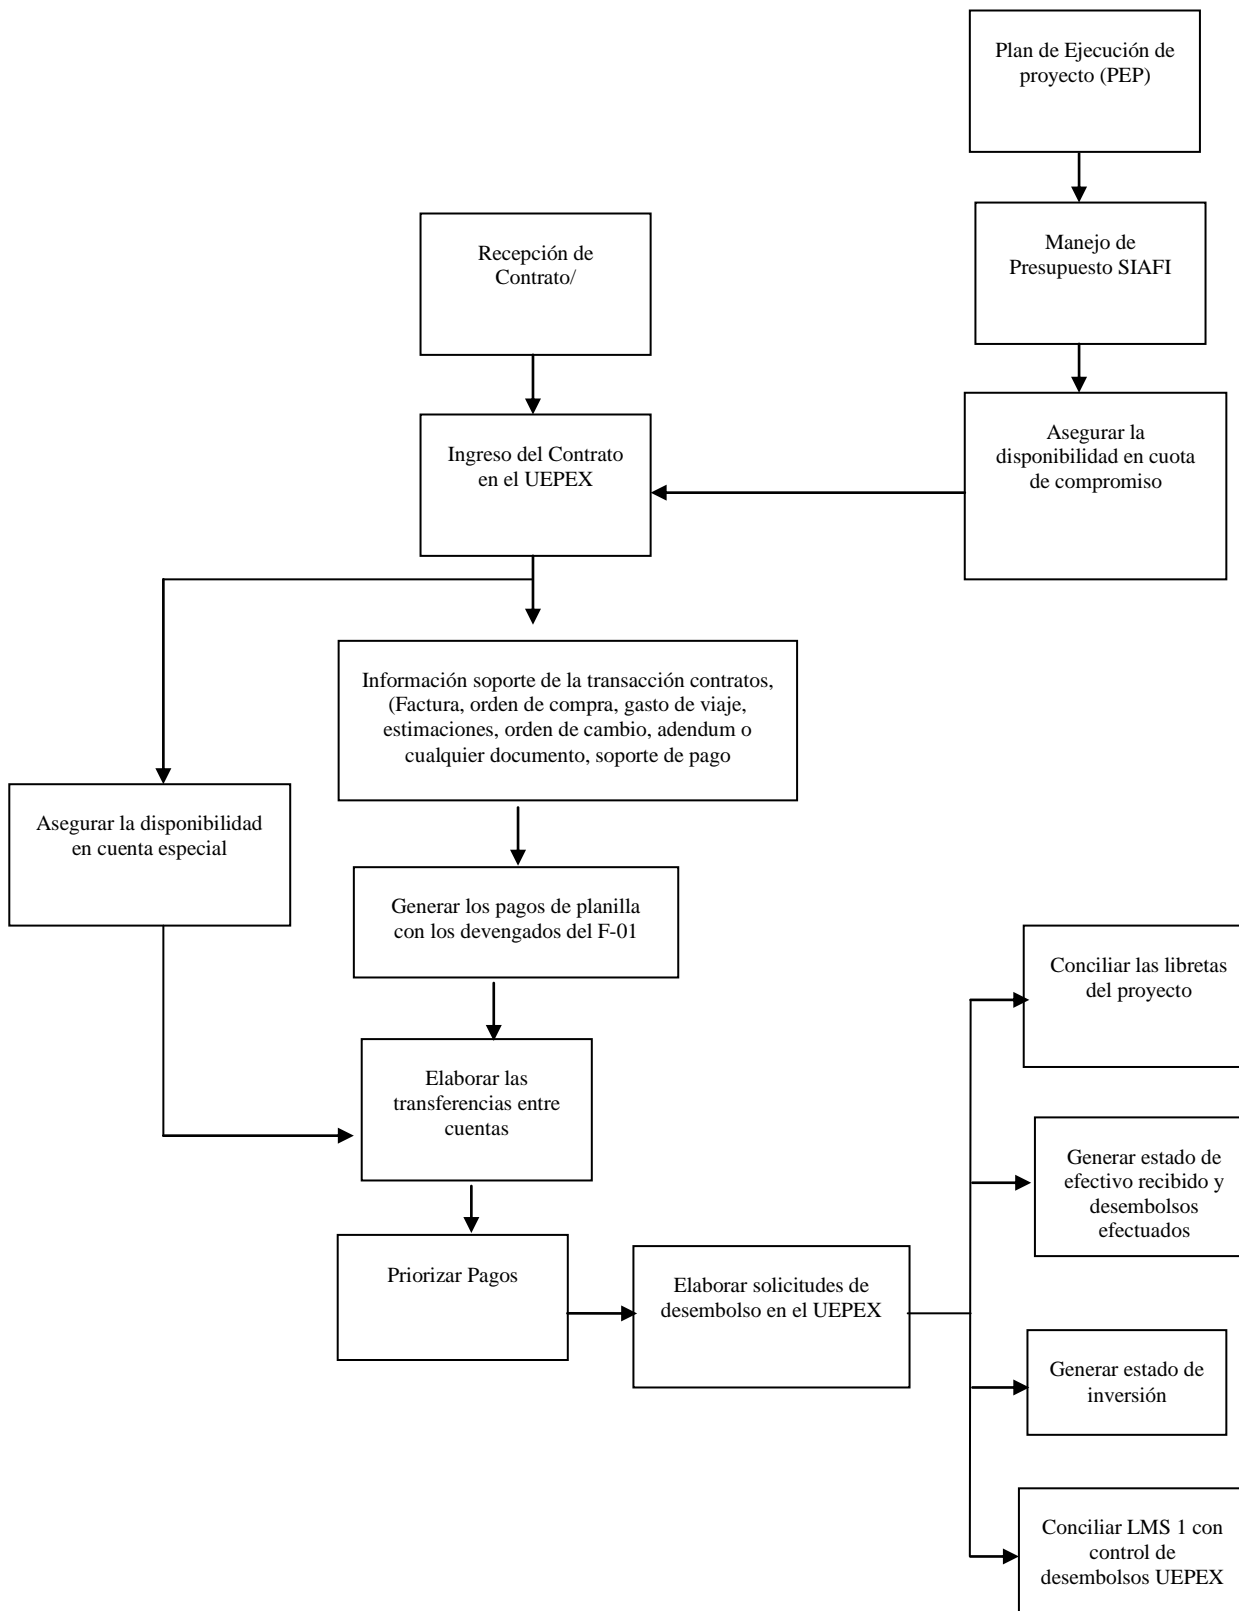 Plan de Ejecución de
proyecto (PEP)
Manejo de
Presupuesto SIAFI
Recepción de
Contrato/
Asegurar la
disponibilidad en cuota
de compromiso
Ingreso del Contrato
en el UEPEX
Información soporte de la transacción contratos,
(Factura, orden de compra, gasto de viaje,
estimaciones, orden de cambio, adendum o
cualquier documento, soporte de pago
Asegurar la disponibilidad
en cuenta especial
Generar los pagos de planilla
con los devengados del F-01
Elaborar las
transferencias entre
cuentas
Priorizar Pagos
Elaborar solicitudes de
desembolso en el UEPEX
Conciliar las libretas
del proyecto
Generar estado de
efectivo recibido y
desembolsos
efectuados
Generar estado de
inversión
Conciliar LMS 1 con
control de
desembolsos UEPEX